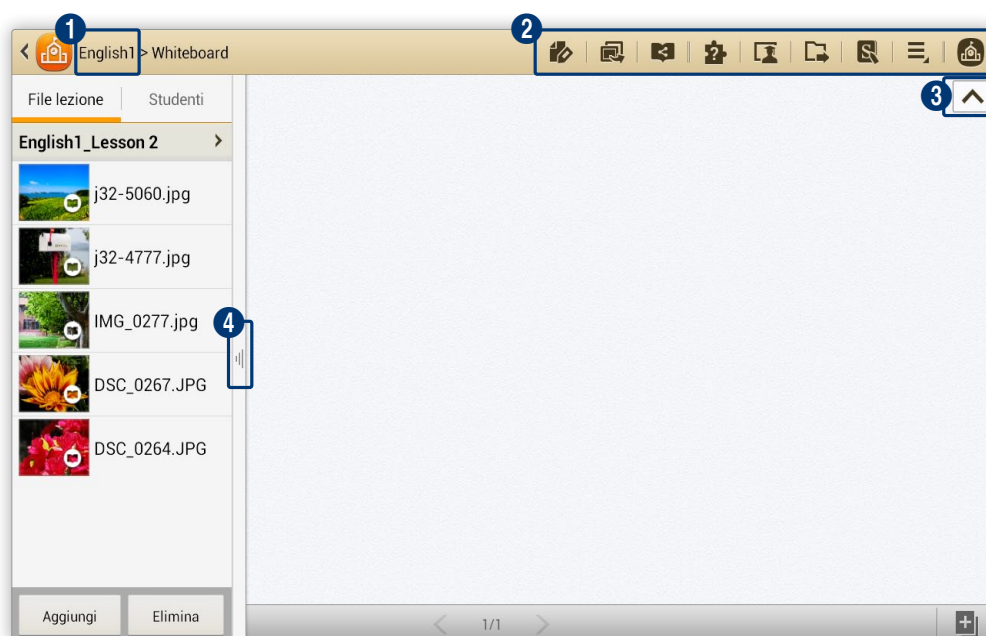 1
2
English1 > Whiteboard
3
File lezione Studenti
English1_Lesson 2 >
j32-5060.jpg
j32-4777.jpg
IMG_0277.jpg
4
DSC_0267.JPG
DSC_0264.JPG
Aggiungi Elimina
1/1